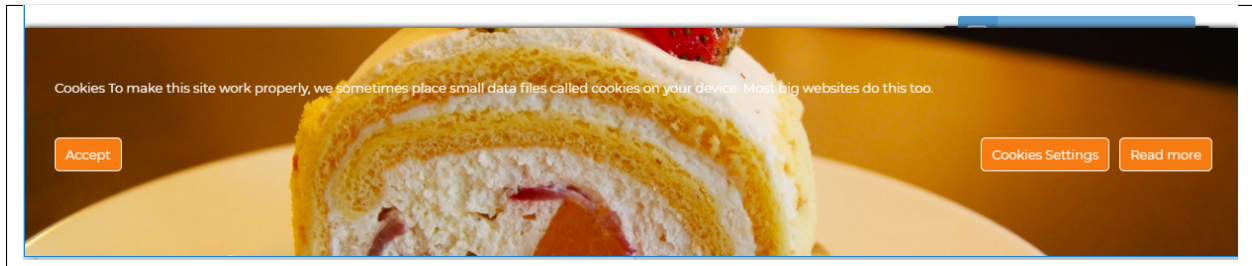 Cookies To make this site work properly, we sometimes place small data files called cookies on your device. Most big websites do this too.
Accept
Cookies Settings
Read more